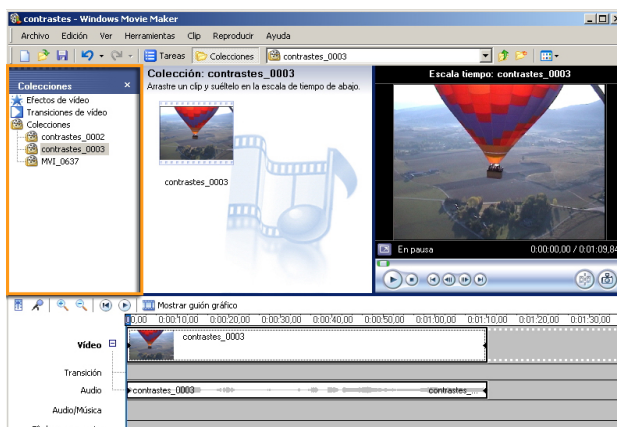 contrastes - Windows Movie Maker
Archivo Edición Ver Herramientas Clip Reproducir Ayuda
Tareas Colecciones contrastes_0003
Colecciones
Efectos de vídeo
Transiciones de vídeo
Colecciones
contrastes_0002
contrastes_0003
MVI_0637
Colección: contrastes_0003
Arrastre un clip y suéltelo en la escala de tiempo de abajo.
contrastes_0003
Escala tiempo: contrastes_0003
En pausa 0:00:00,00 / 0:01:09,84
Mostrar guión gráfico
0:00:10,00 0:00:20,00 0:00:30,00 0:00:40,00 0:00:50,00 0:01:00,00 0:01:10,00 0:01:20,00 0:01:30,00
Vídeo contrastes_0003
Transición
Audio contrastes_0003 contrastes_...
Audio/Música